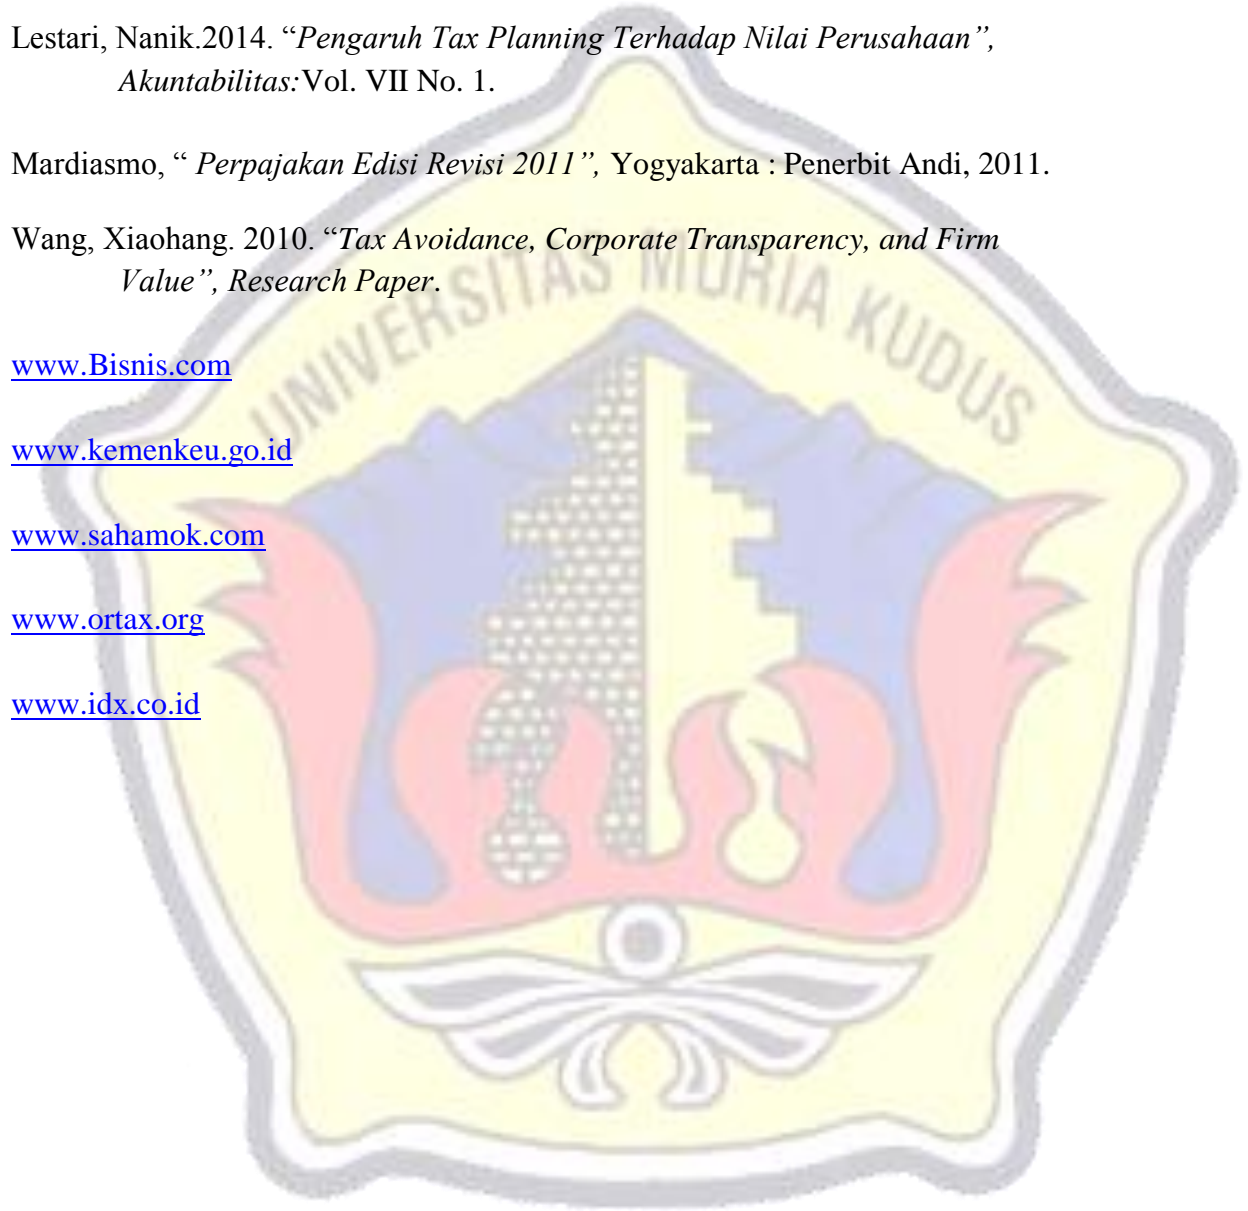 Lestari, Nanik.2014. “Pengaruh Tax Planning Terhadap Nilai Perusahaan”,
Akuntabilitas:Vol. VII No. 1.
Mardiasmo, “ Perpajakan Edisi Revisi 2011”, Yogyakarta : Penerbit Andi, 2011.
Wang, Xiaohang. 2010. “Tax Avoidance, Corporate Transparency, and Firm
Value”, Research Paper.
UNIVERSITAS MURIA KUDUS
www.Bisnis.com
www.kemenkeu.go.id
www.sahamok.com
www.ortax.org
www.idx.co.id